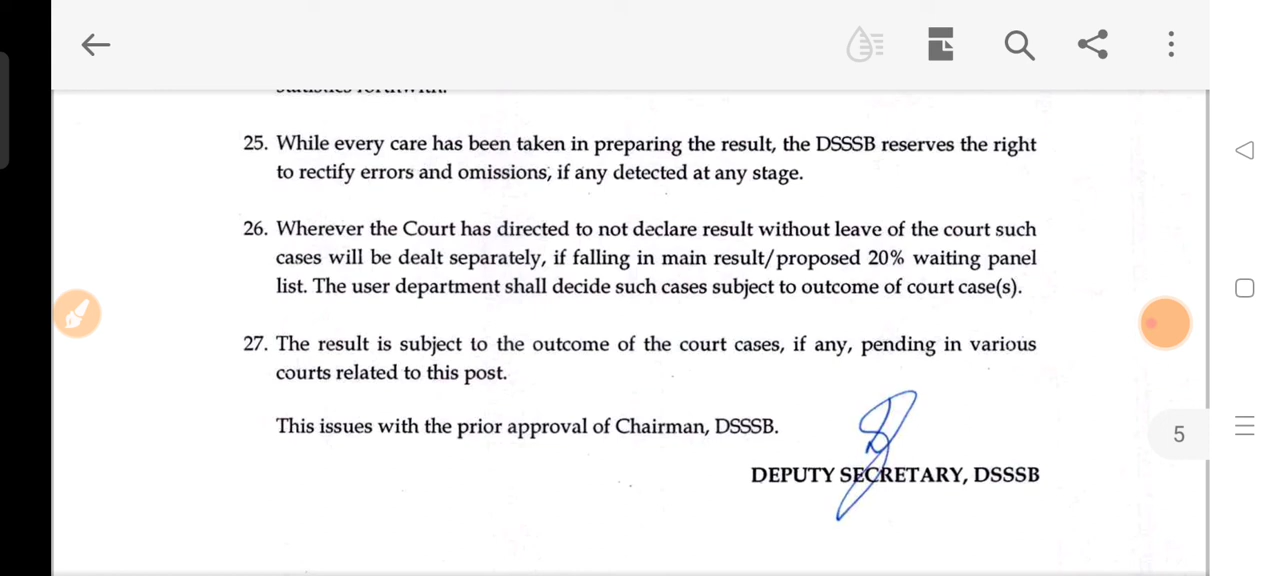 25. While every care has been taken in preparing the result, the DSSSB reserves the right
to rectify errors and omissions, if any detected at any stage.
26. Wherever the Court has directed to not declare result without leave of the court such
cases will be dealt separately, if falling in main result/proposed 20% waiting panel
list. The user department shall decide such cases subject to outcome of court case(s).
27. The result is subject to the outcome of the court cases, if any, pending in various
courts related to this post.
This issues with the prior approval of Chairman, DSSSB.
5
DEPUTY SECRETARY, DSSSB